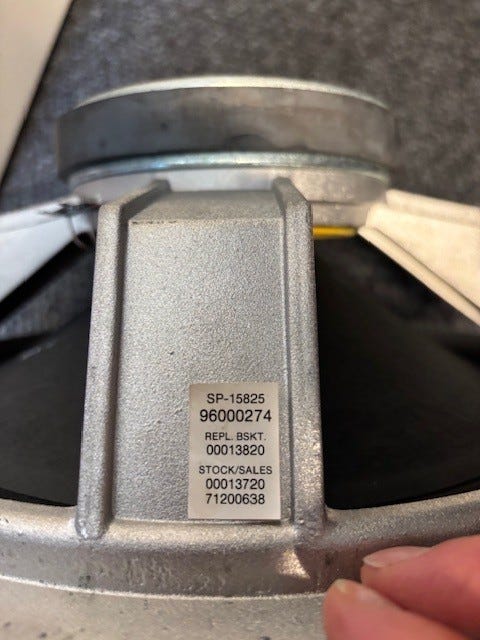 SP-15825
96000274
REPL. BSKT.
00013820
STOCK/SALES
00013720
71200638